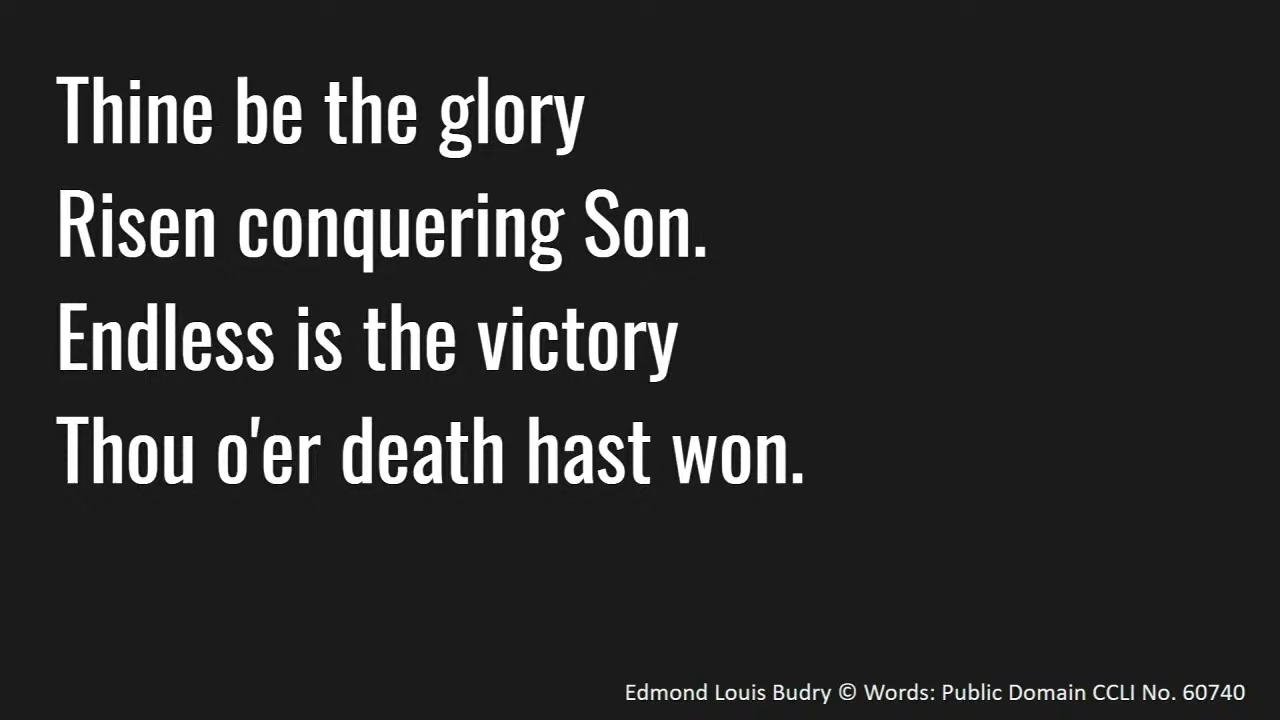 Thine be the glory
Risen conquering Son.
Endless is the victory
Thou o'er death hast won.
Edmond Louis Budry © Words: Public Domain CCLI No. 60740